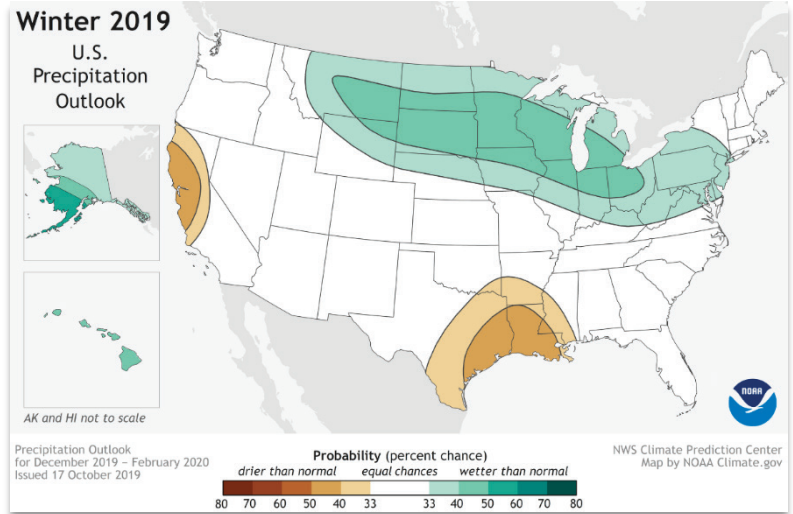 Winter 2019
U.S.
Precipitation
Outlook
AK and HI not to scale
NOAA
Precipitation Outlook
for December 2019 – February 2020
Issued 17 October 2019
NWS Climate Prediction Center
Map by NOAA Climate.gov
Probability (percent chance)
drier than normal equal chances wetter than normal
80 70 60 50 40 33 33 40 50 60 70 80